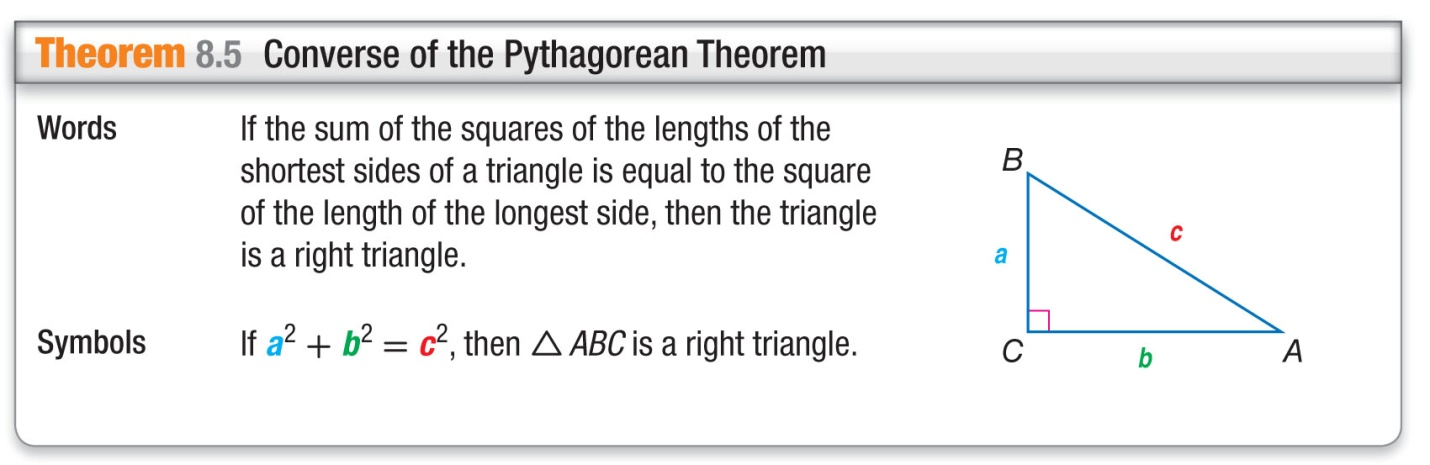 Theorem 8.5 Converse of the Pythagorean Theorem
Words If the sum of the squares of the lengths of the
shortest sides of a triangle is equal to the square
of the length of the longest side, then the triangle
is a right triangle.
Symbols If a² + b² = c², then △ ABC is a right triangle.
B
c
a
C
b
A